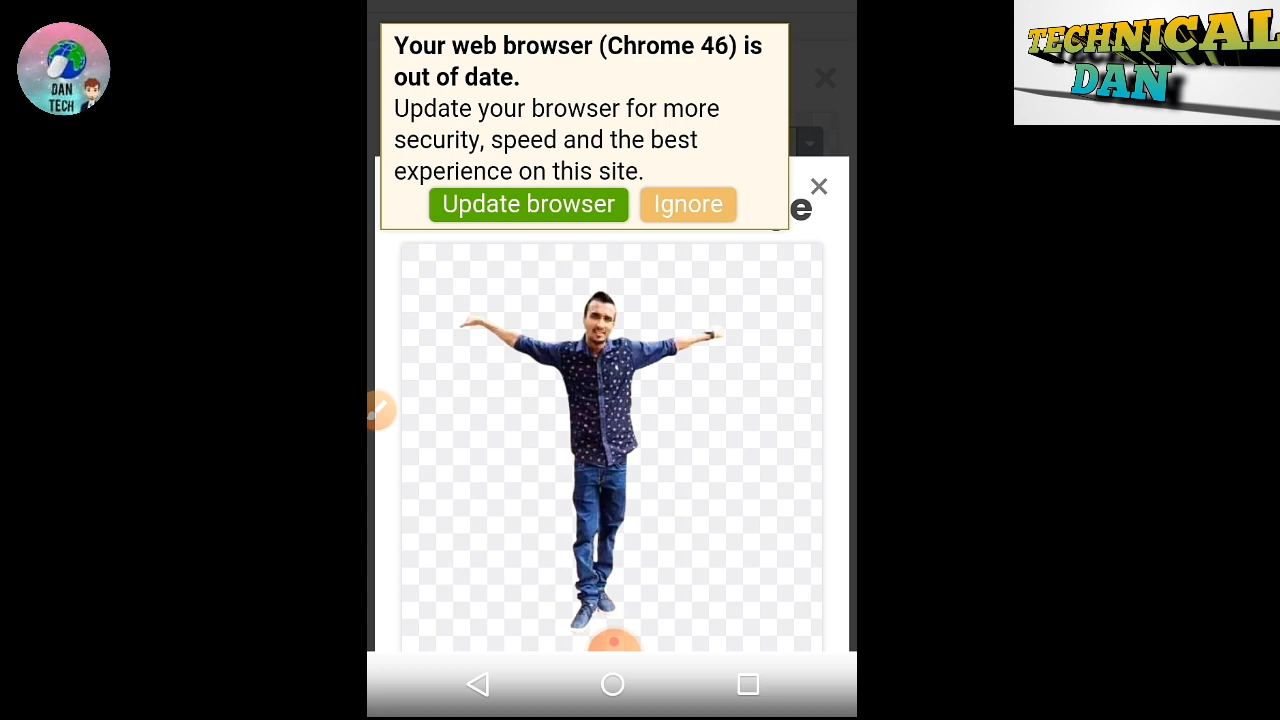 DAN
TECH
TECHNICAL
DAN
Your web browser (Chrome 46) is
out of date.
Update your browser for more
security, speed and the best
experience on this site.
Update browser
Ignore